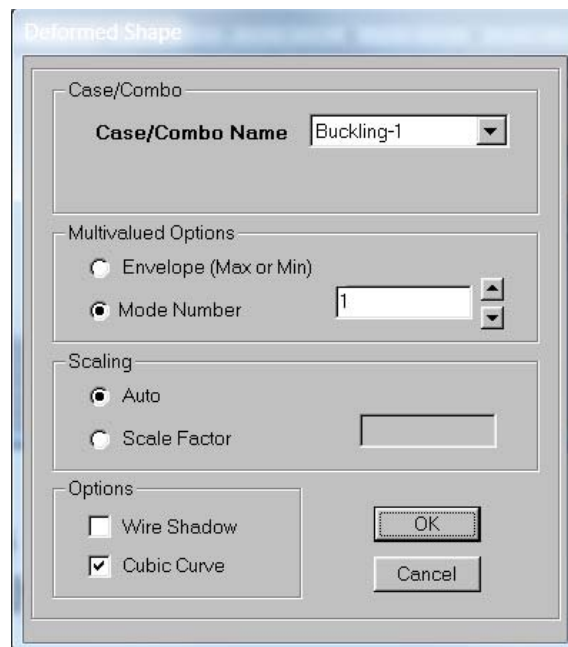 Deformed Shape
Case/Combo
Case/Combo Name Buckling-1
Multivalued Options
Envelope (Max or Min)
Mode Number 1
Scaling
Auto
Scale Factor
Options
Wire Shadow
Cubic Curve
OK
Cancel